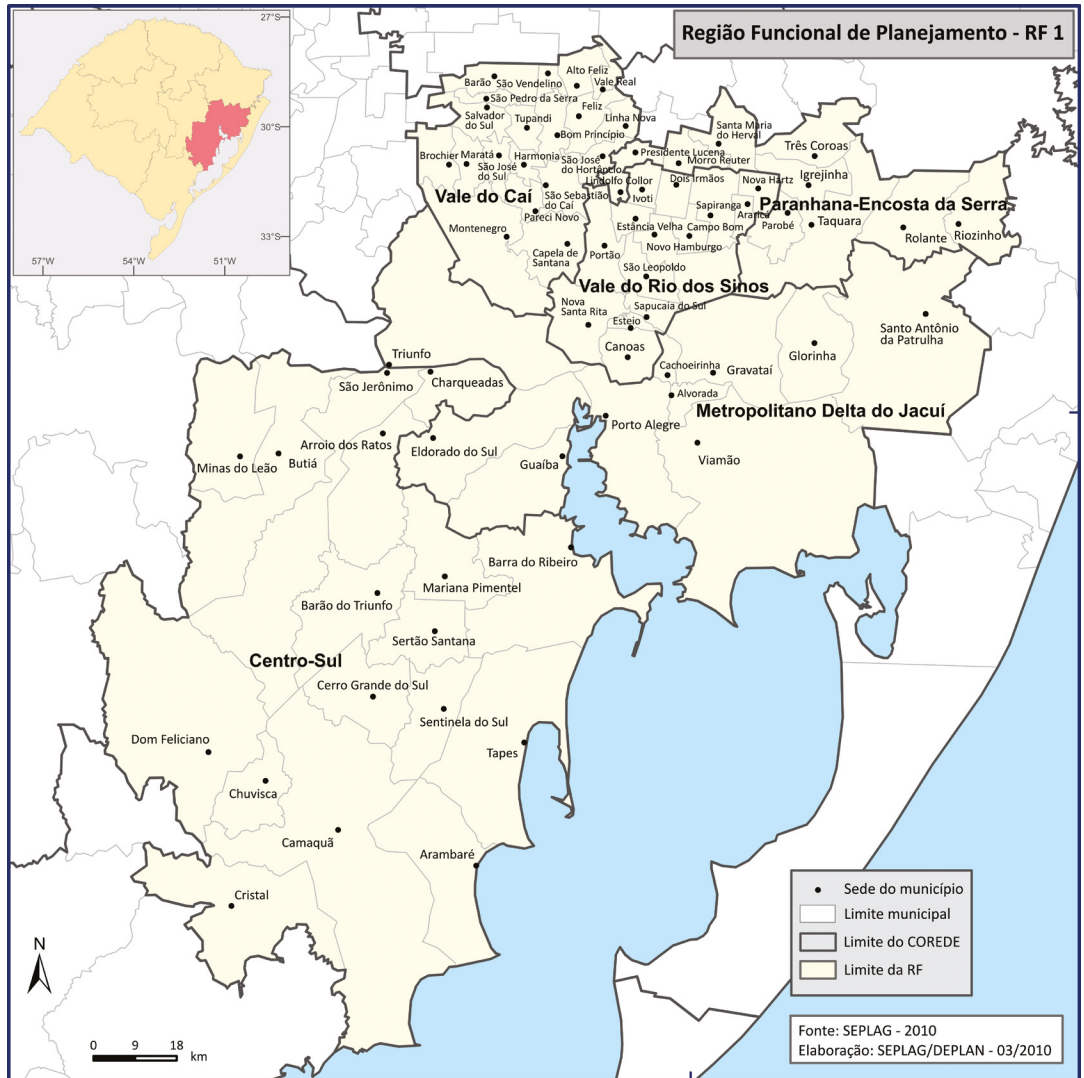 Região Funcional de Planejamento - RF 1
27°S
30°S
33°S
57°W
54°W
51°W
Barão
São Vendelino
Alto Feliz
Vale Real
São Pedro da Serra
Salvador
do Sul
Tupandi
Feliz
Linha Nova
Bom Princípio
Santa Maria
do Herval
Três Coroas
Presidente Lucena
Morro Reuter
Brochier
Maratá
Harmonia
São José
do Sul
São José
do Hortêncio
Lindolfo Collor
Ivoti
Dois Irmãos
Nova Hartz
Igrejinha
Vale do Caí
São Sebastião
do Caí
Pareci Novo
Sapiranga
Araricá
Paranhana-Encosta da Serra
Parobé
Taquara
Rolante
Riozinho
Montenegro
Capela de
Santana
Portão
Estância Velha
Campo Bom
Novo Hamburgo
São Leopoldo
Vale do Rio dos Sinos
Nova
Santa Rita
Sapucaia do Sul
Esteio
Canoas
Santo Antônio
da Patrulha
Glorinha
Cachoeirinha
Gravataí
Alvorada
Metropolitano Delta do Jacuí
Porto Alegre
Viamão
Triunfo
São Jerônimo
Charqueadas
Arroio dos Ratos
Eldorado do Sul
Guaíba
Minas do Leão
Butiá
Barra do Ribeiro
Mariana Pimentel
Barão do Triunfo
Sertão Santana
Centro-Sul
Cerro Grande do Sul
Sentinela do Sul
Dom Feliciano
Tapes
Chuvisca
Camaquã
Arambaré
Cristal
N
0 9 18
km
Sede do município
Limite municipal
Limite do COREDE
Limite da RF
Fonte: SEPLAG - 2010
Elaboração: SEPLAG/DEPLAN - 03/2010